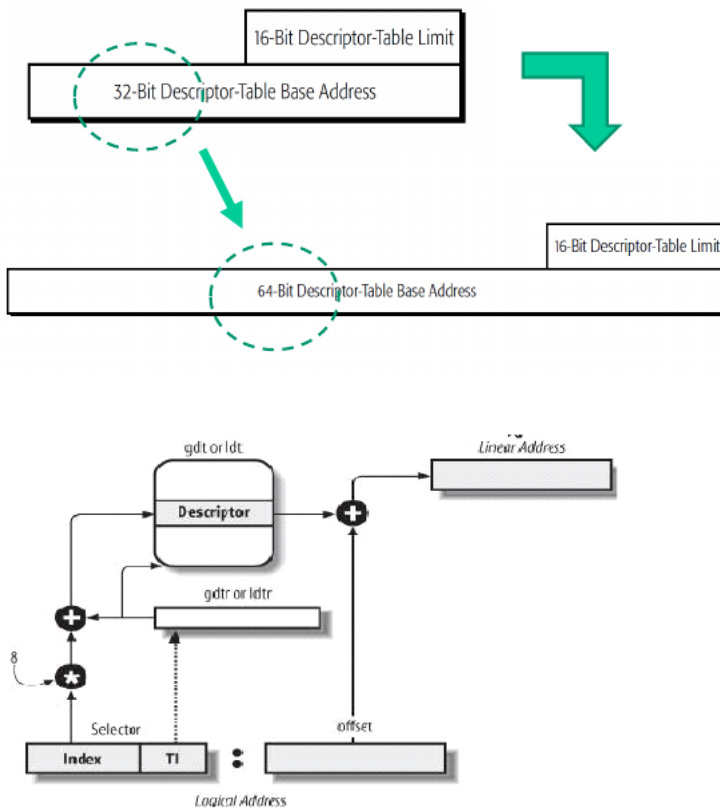 16-Bit Descriptor-Table Limit
32-Bit Descriptor-Table Base Address
16-Bit Descriptor-Table Limit
64-Bit Descriptor-Table Base Address
gdt or ldt
Linear Address
Descriptor
gdtr or ldtr
8
Selector
offset
Index
TI
:
Logical Address